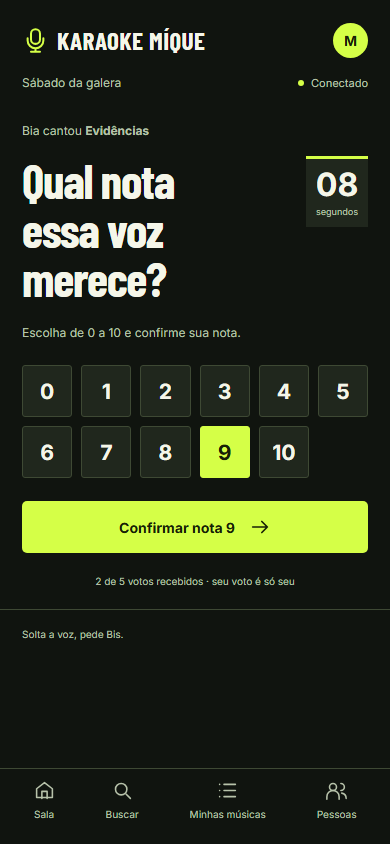 KARAOKE MÍQUE
M
Sábado da galera
Conectado
Bia cantou Evidências
Qual nota
essa voz
merece?
08
segundos
Escolha de 0 a 10 e confirme sua nota.
0 1 2 3 4 5
6 7 8 9 10
Confirmar nota 9
2 de 5 votos recebidos · seu voto é só seu
Solta a voz, pede Bis.
Sala Buscar Minhas músicas Pessoas